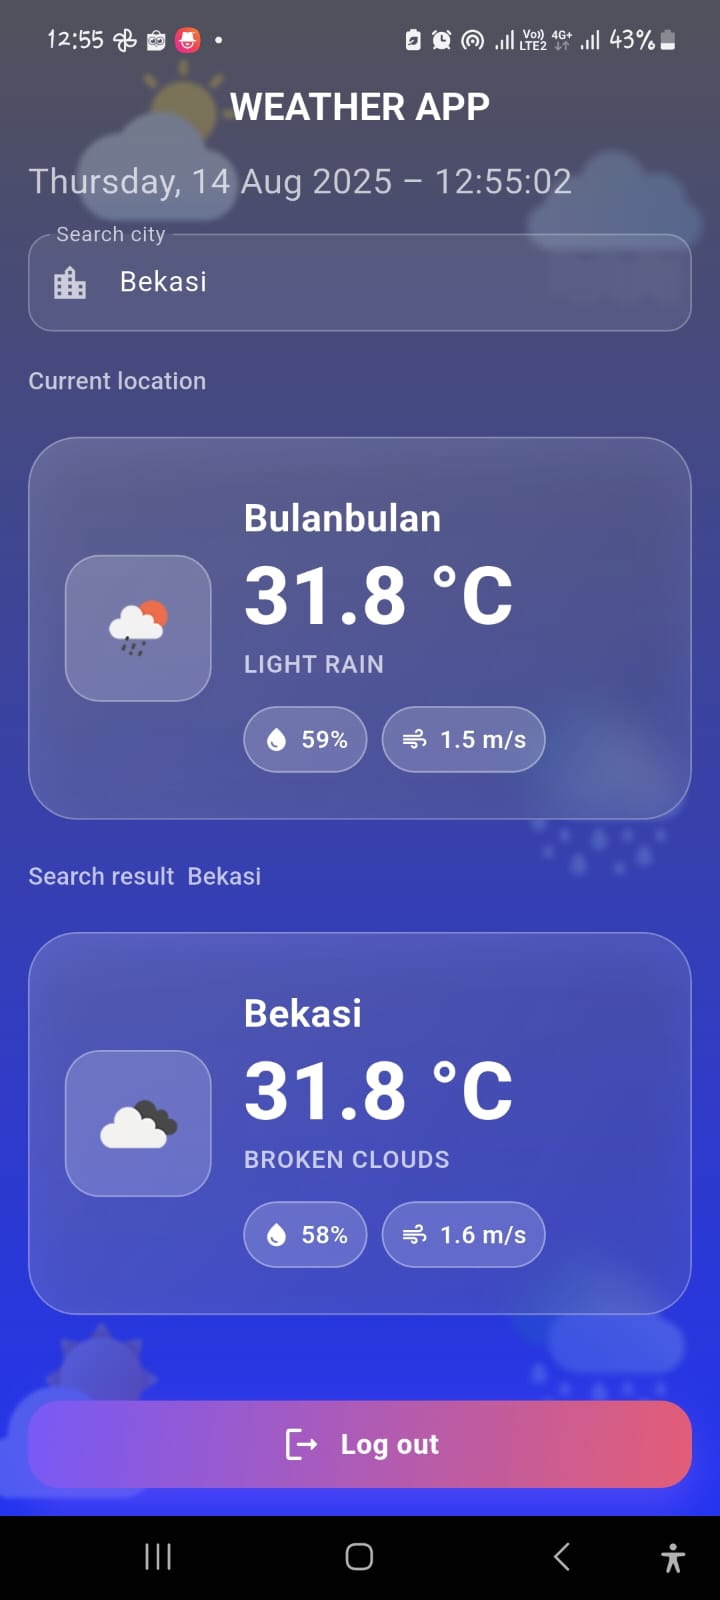 12:55 Vo) LTE2 4G+ 43%
WEATHER APP
Thursday, 14 Aug 2025 – 12:55:02
Search city
Bekasi
Current location
Bulanbulan
31.8 °C
LIGHT RAIN
59% 1.5 m/s
Search result Bekasi
Bekasi
31.8 °C
BROKEN CLOUDS
58% 1.6 m/s
Log out